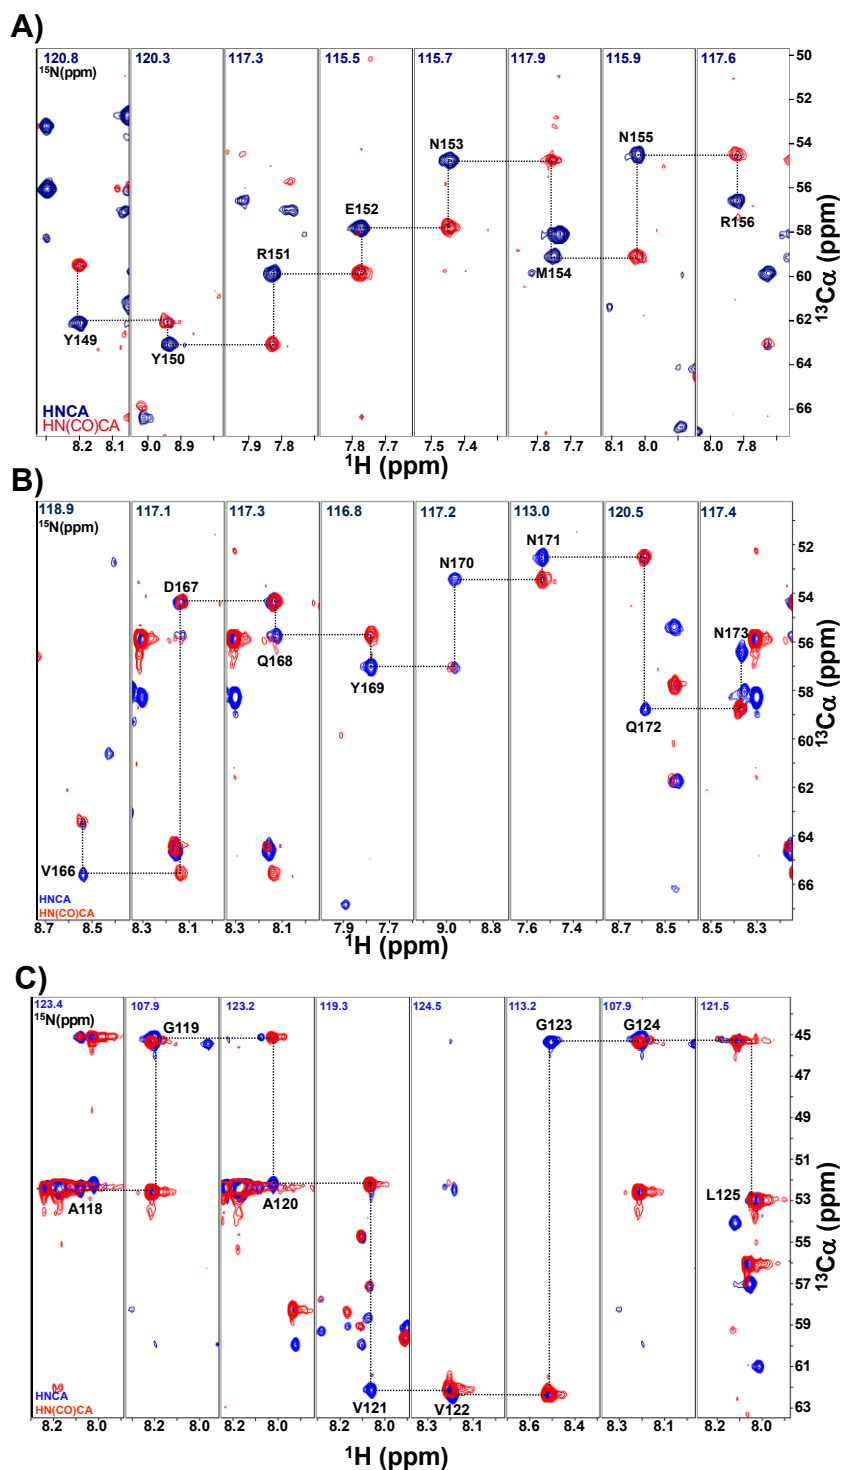 A)
120.8 120.3 117.3 115.5 115.7 117.9 115.9 117.6
15N(ppm)
50
52
N153 N155
54
56
E152 R156
58
R151 M154
60
62
Y149 Y150
64
66
HNCA
HN(CO)CA
13Cα (ppm)
8.2 8.1 9.0 8.9 7.9 7.8 7.8 7.7 7.5 7.4 7.8 7.7 8.1 8.0 8.0 7.8
1H (ppm)
B)
118.9 117.1 117.3 116.8 117.2 113.0 120.5 117.4
15N(ppm)
N170 N171
52
D167
54
N173
56
Q168
Y169
58
Q172
60
62
64
V166
66
HNCA
HN(CO)CA
13Cα (ppm)
8.7 8.5 8.3 8.1 8.3 8.1 7.9 7.7 9.0 8.8 7.6 7.4 8.6 8.5 8.5 8.3
1H (ppm)
C)
123.4 107.9 123.2 119.3 124.5 113.2 107.9 121.5
15N(ppm)
G119 G123 G124
45
47
49
51
A118 A120 L125
53
55
57
59
61
V121 V122
63
HNCA
HN(CO)CA
13Cα (ppm)
8.2 8.0 8.2 8.0 8.2 8.0 8.2 8.0 8.2 8.1 8.6 8.4 8.2 8.1 8.2 8.0
1H (ppm)